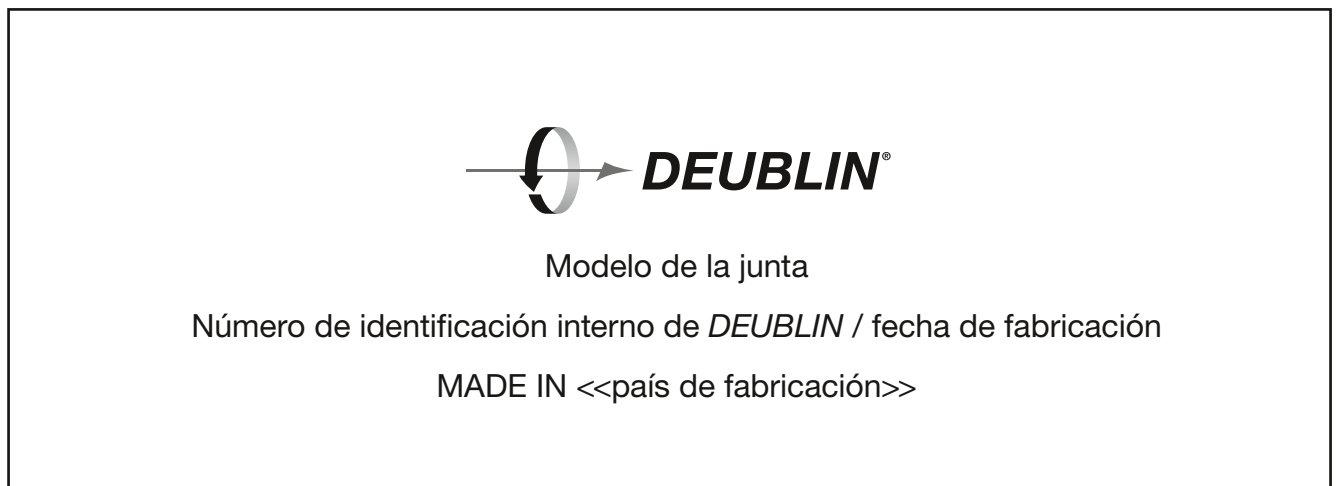 DEUBLIN®
Modelo de la junta
Número de identificación interno de DEUBLIN / fecha de fabricación
MADE IN <<país de fabricación>>